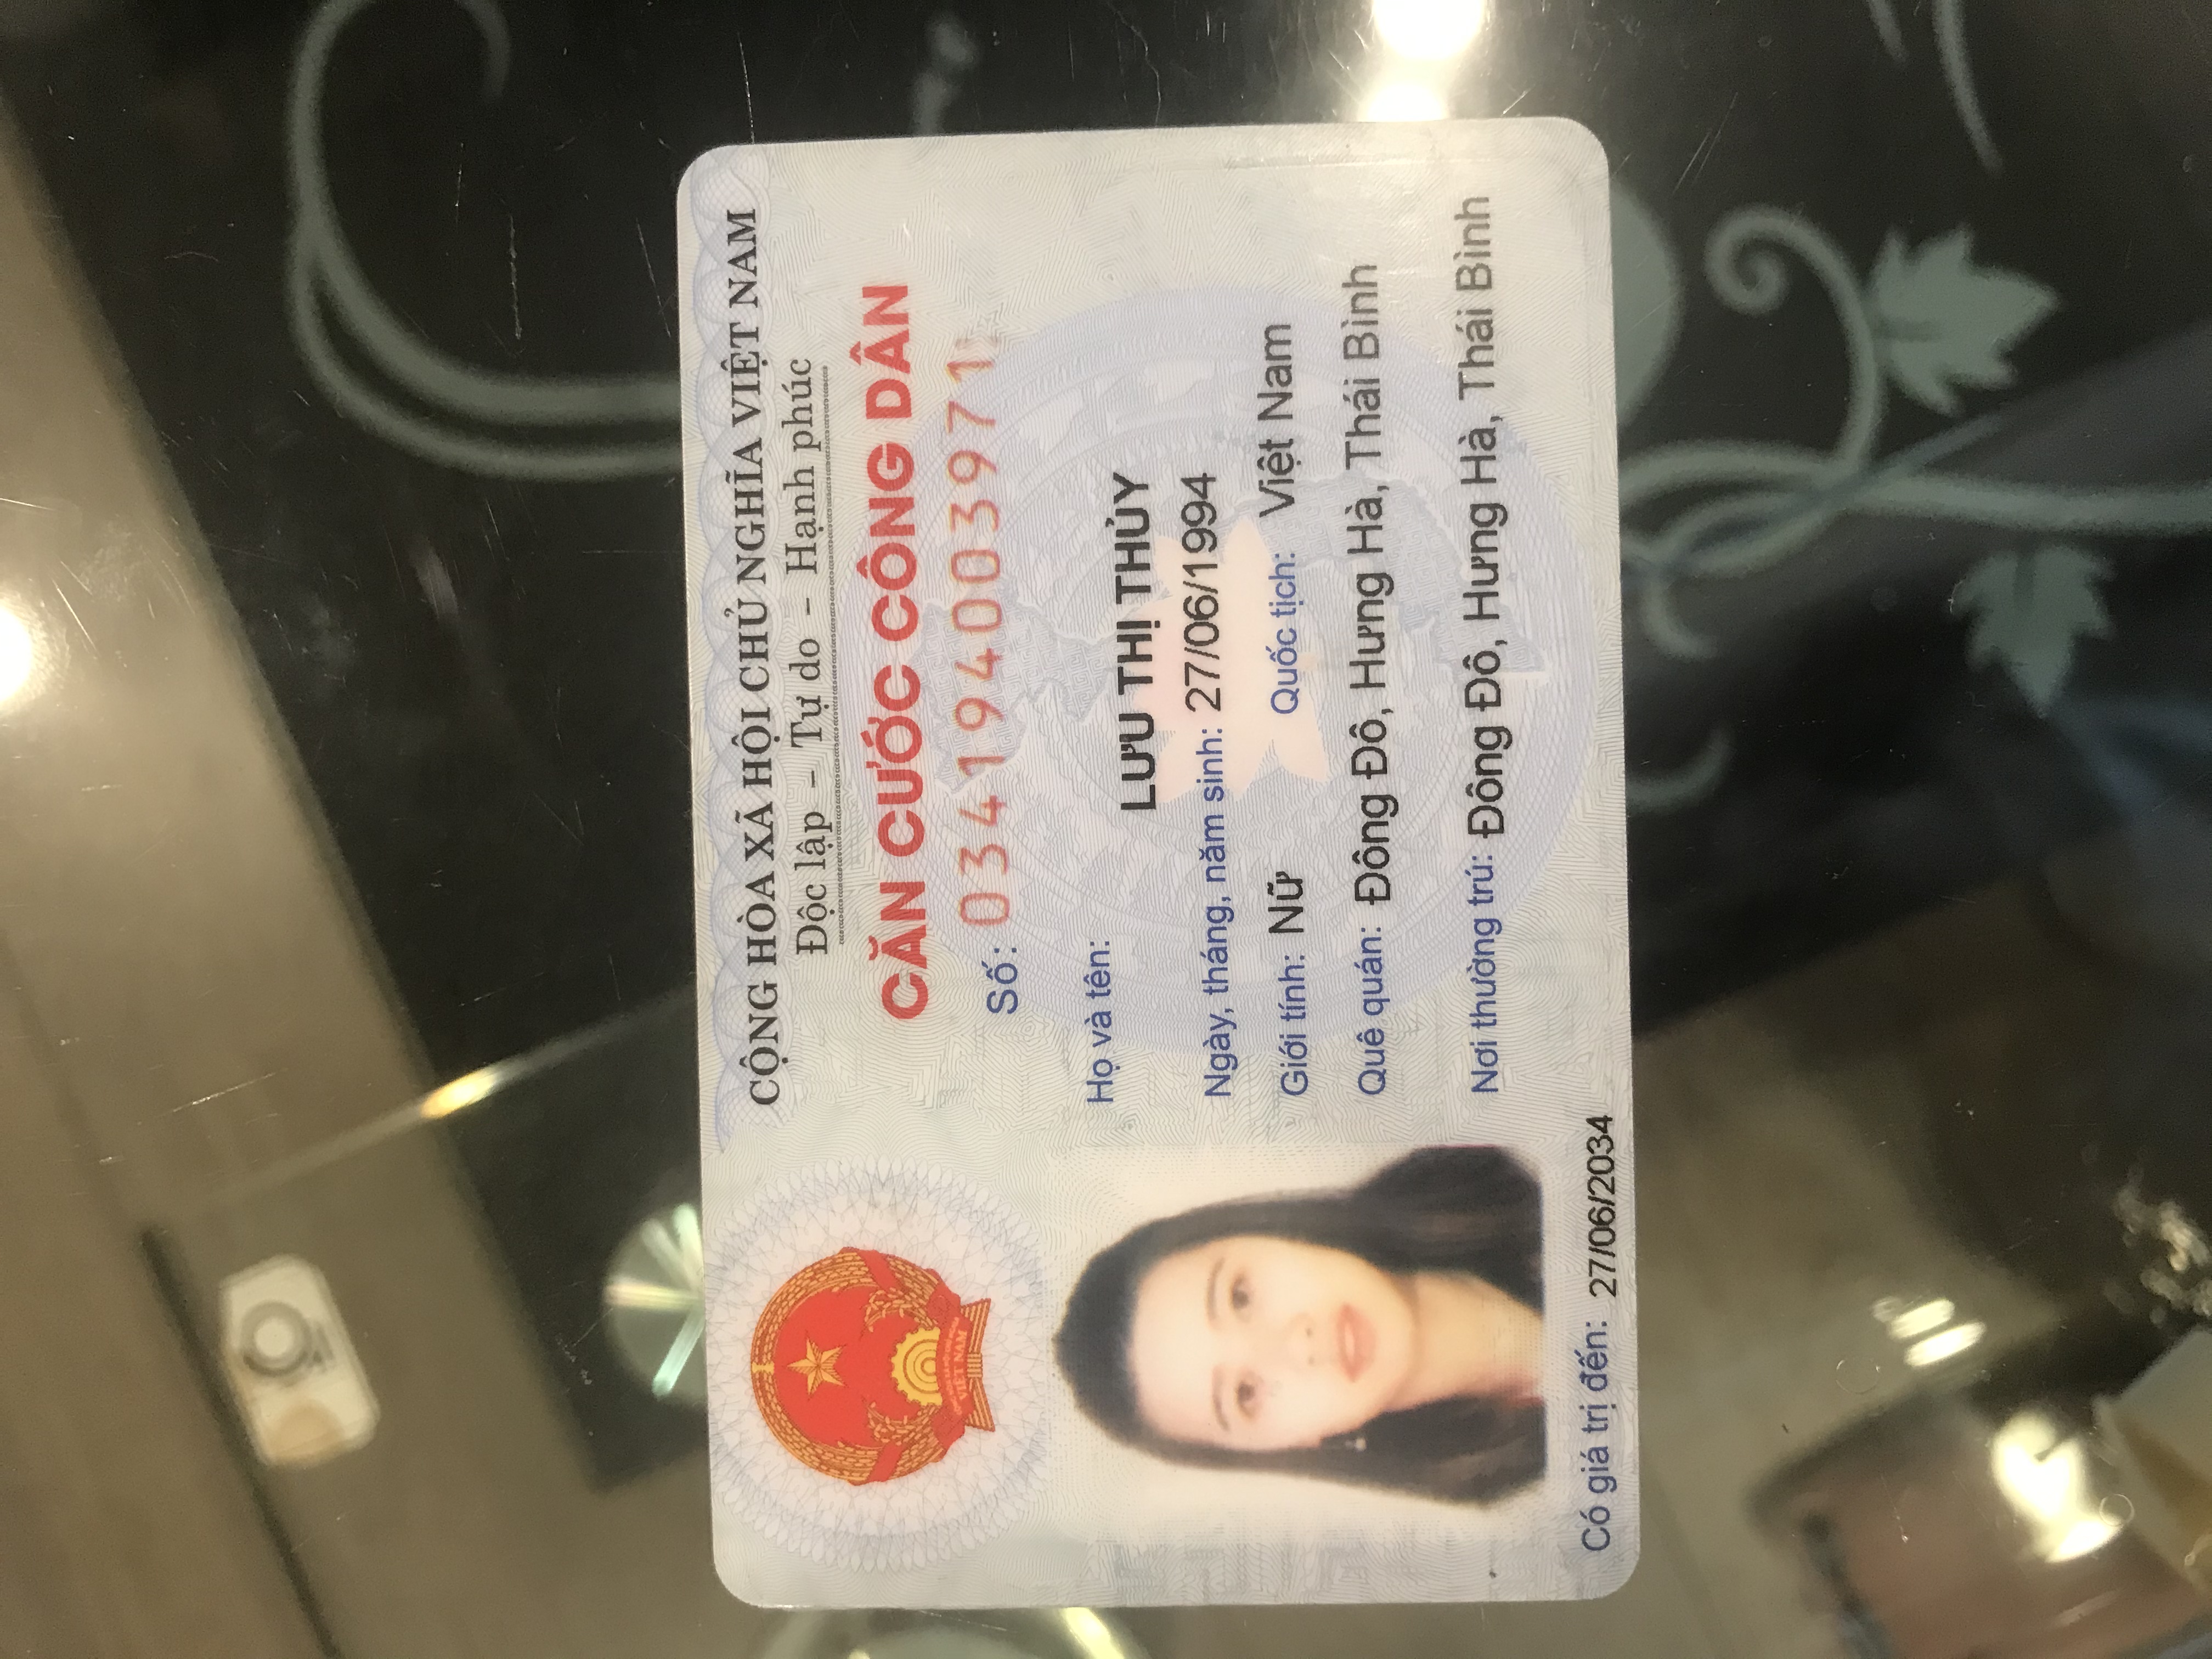 CỘNG HÒA XÃ HỘI CHỦ NGHĨA VIỆT NAM
Độc lập – Tự do – Hạnh phúc
CĂN CƯỚC CÔNG DÂN
Số: 034194003971
Họ và tên:
LƯU THỊ THỦY
Ngày, tháng, năm sinh: 27/06/1994
Giới tính: Nữ Quốc tịch: Việt Nam
Quê quán: Đông Đô, Hưng Hà, Thái Bình
Nơi thường trú: Đông Đô, Hưng Hà, Thái Bình
Có giá trị đến: 27/06/2034
CỘNG HÒA XÃ HỘI CHỦ NGHĨA
VIỆT NAM